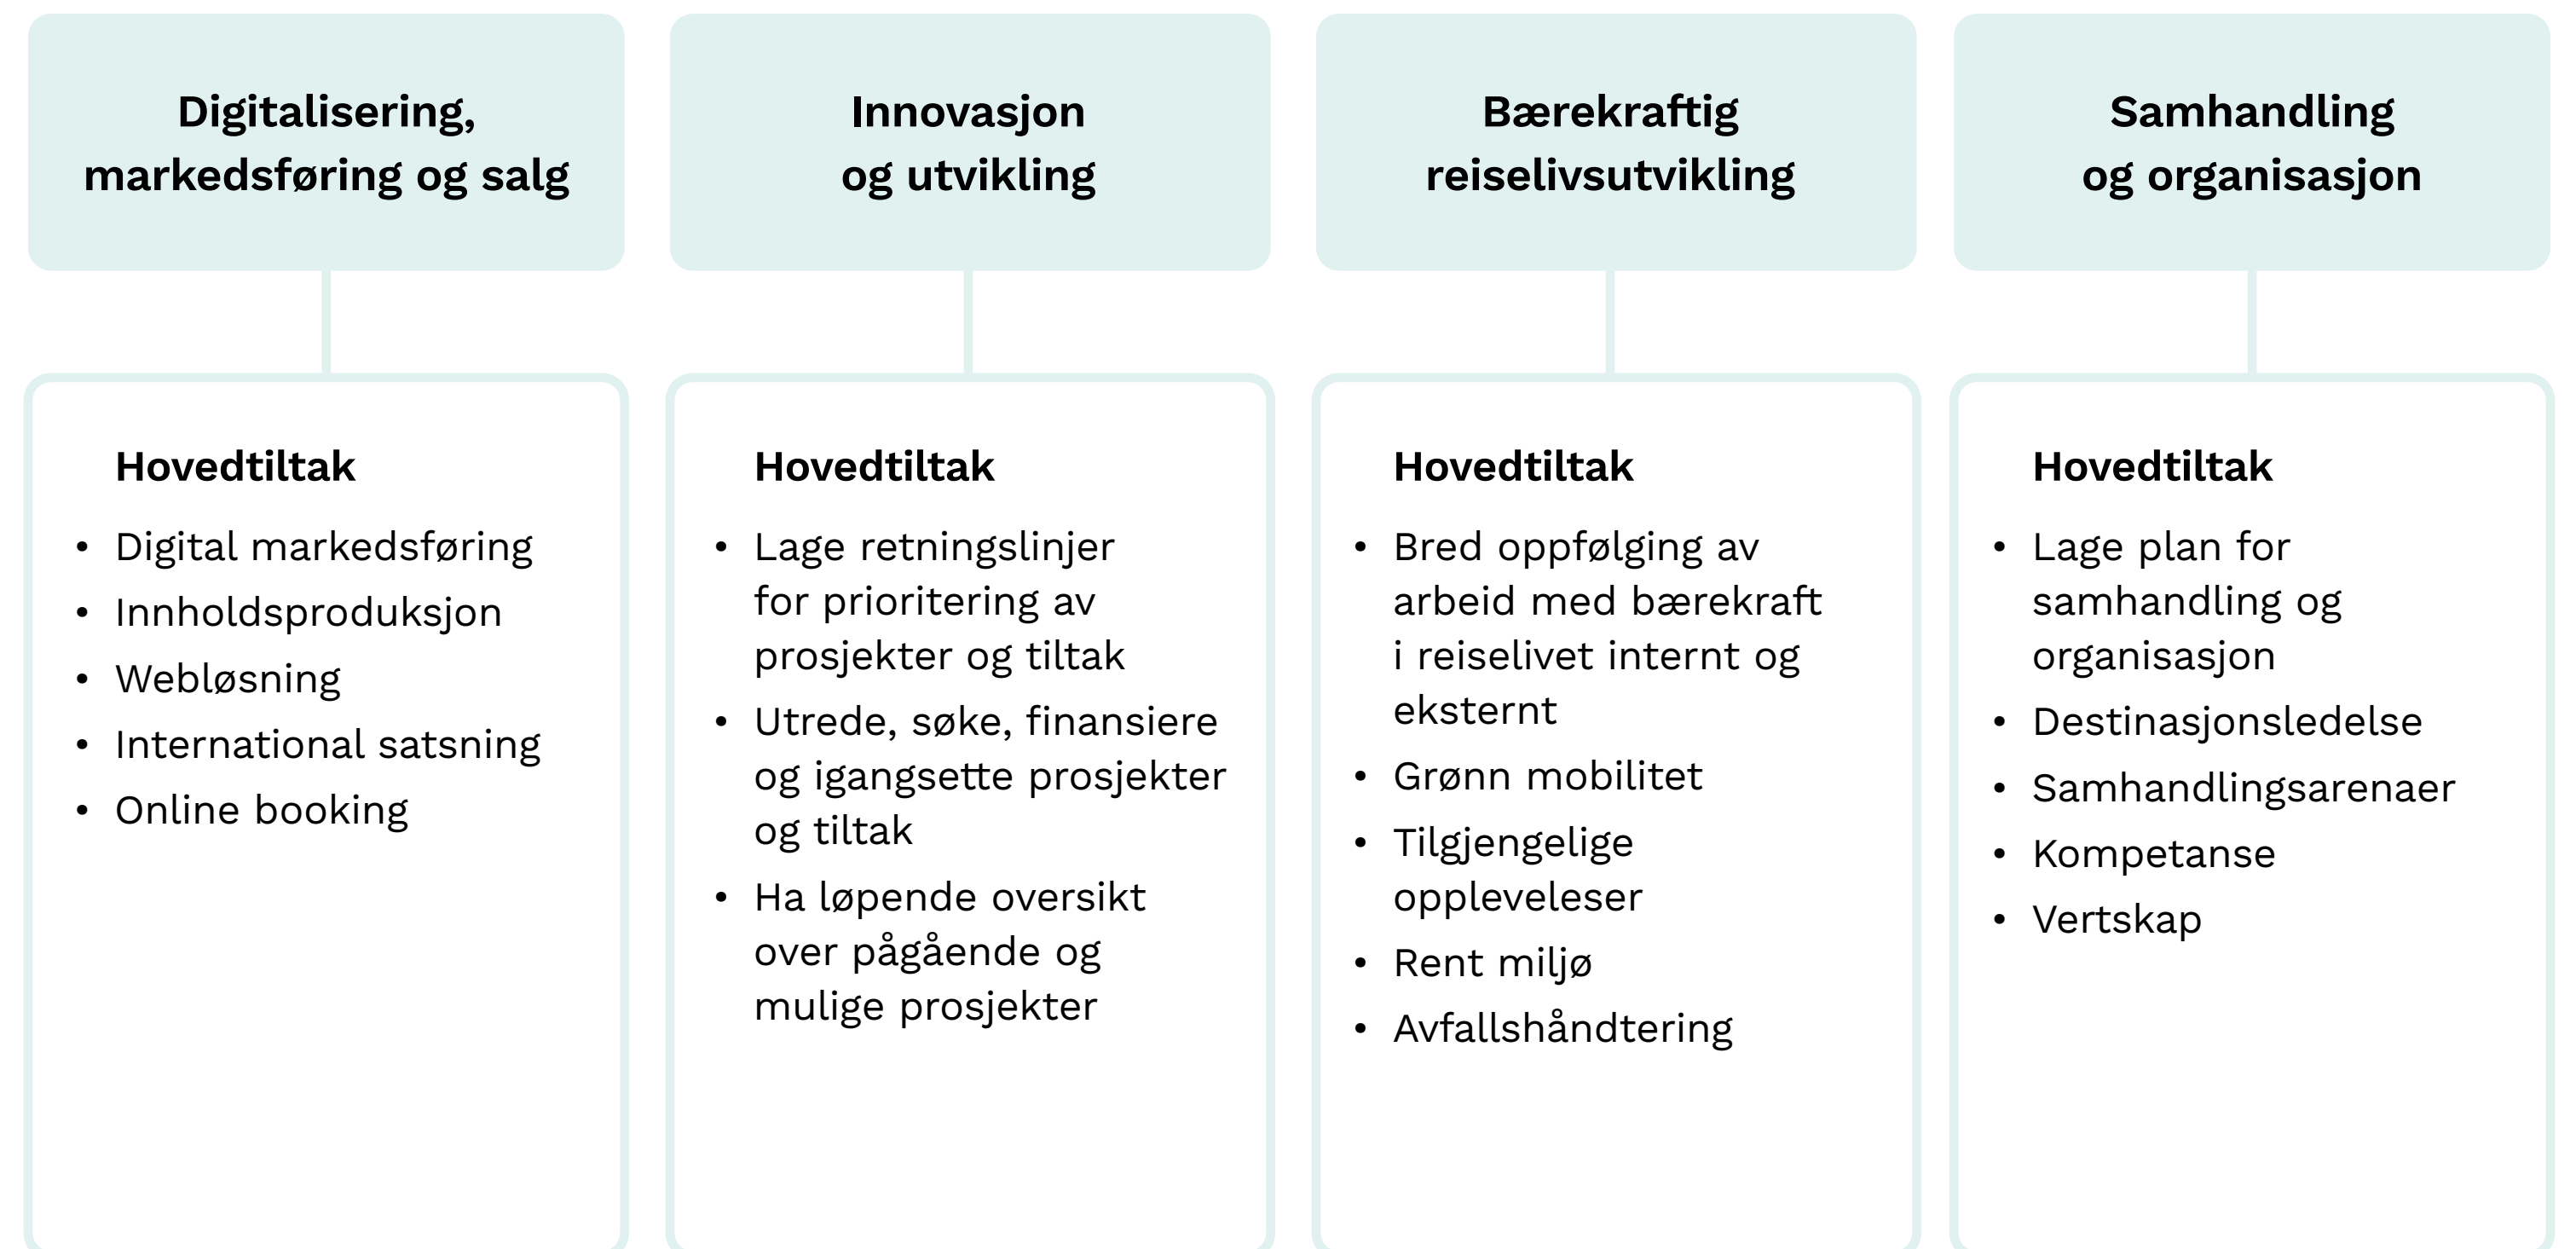 Digitalisering,
markedsføring og salg
Hovedtiltak
• Digital markedsføring
• Innholdsproduksjon
• Webløsning
• International satsning
• Online booking
Innovasjon
og utvikling
Hovedtiltak
• Lage retningslinjer
for prioritering av
prosjekter og tiltak
• Utrede, søke, finansiere
og igangsette prosjekter
og tiltak
• Ha løpende oversikt
over pågående og
mulige prosjekter
Bærekraftig
reiselivsutvikling
Hovedtiltak
• Bred oppfølging av
arbeid med bærekraft
i reiselivet internt og
eksternt
• Grønn mobilitet
• Tilgjengelige
oppleveleser
• Rent miljø
• Avfallshåndtering
Samhandling
og organisasjon
Hovedtiltak
• Lage plan for
samhandling og
organisasjon
• Destinasjonsledelse
• Samhandlingsarenaer
• Kompetanse
• Vertskap